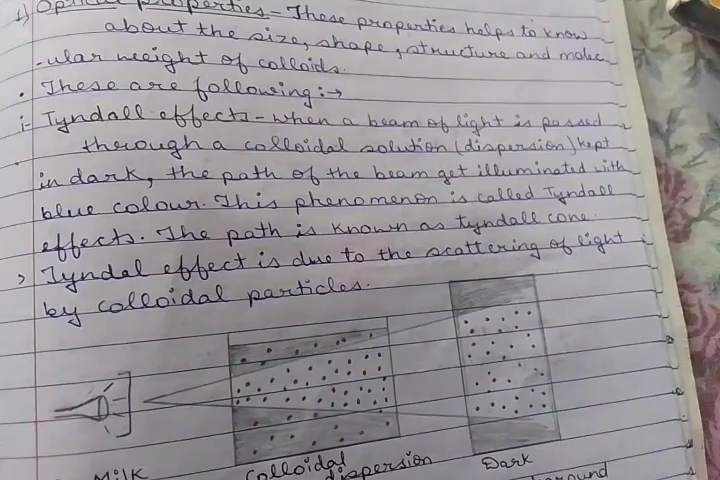 1) Optical properties - These properties helps to know
about the size, shape, structure and molec
-ular weight of colloids.
• These are following :→
i- Tyndall effects - when a beam of light is passed
through a colloidal solution (dispersion) kept
in dark, the path of the beam get illuminated with
blue colour. This phenomenon is called Tyndall
effects. The path is known as tyndall cone.
> Tyndal effect is due to the scattering of light
by colloidal particles.
Milk
Colloidal
dispersion
Dark